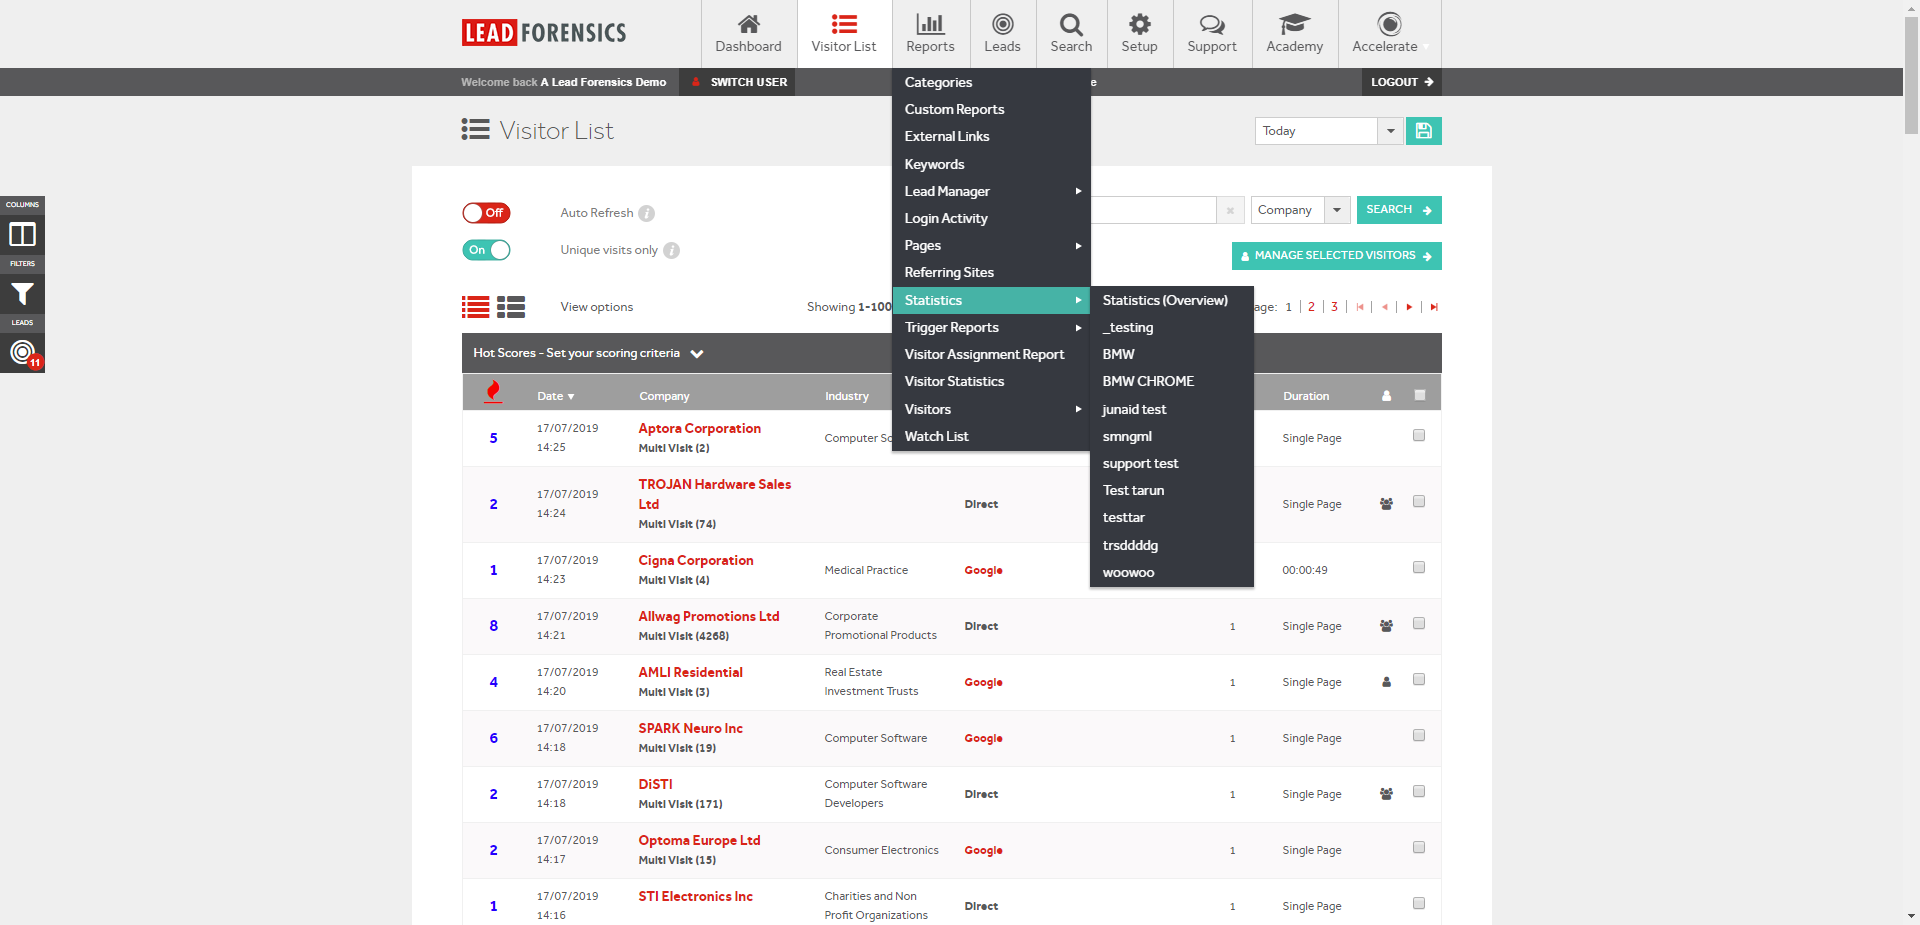 LEAD FORENSICS
Dashboard
Visitor List
Reports
Leads
Search
Setup
Support
Academy
Accelerate
Welcome back A Lead Forensics Demo
SWITCH USER
e
LOGOUT
Visitor List
Today
Categories
Custom Reports
External Links
Keywords
Lead Manager
Login Activity
Pages
Referring Sites
Statistics
Trigger Reports
Visitor Assignment Report
Visitor Statistics
Visitors
Watch List
Statistics (Overview)
_testing
BMW
BMW CHROME
junaid test
smngml
support test
Test tarun
testtar
trsddddg
woowoo
COLUMNS
FILTERS
LEADS
11
Off
Auto Refresh
On
Unique visits only
Company
SEARCH
MANAGE SELECTED VISITORS
View options
Showing 1-100
age: 1 | 2 | 3
Hot Scores - Set your scoring criteria
Date Company Industry Duration
5 17/07/2019 14:25 Aptora Corporation Multi Visit (2) Computer So Single Page
2 17/07/2019 14:24 TROJAN Hardware Sales Ltd Multi Visit (74) Direct Single Page
1 17/07/2019 14:23 Cigna Corporation Multi Visit (4) Medical Practice Google 00:00:49
8 17/07/2019 14:21 Allwag Promotions Ltd Multi Visit (4268) Corporate Promotional Products Direct 1 Single Page
4 17/07/2019 14:20 AMLI Residential Multi Visit (3) Real Estate Investment Trusts Google 1 Single Page
6 17/07/2019 14:18 SPARK Neuro Inc Multi Visit (19) Computer Software Google 1 Single Page
2 17/07/2019 14:18 DiSTI Multi Visit (171) Computer Software Developers Direct 1 Single Page
2 17/07/2019 14:17 Optoma Europe Ltd Multi Visit (15) Consumer Electronics Google 1 Single Page
1 17/07/2019 14:16 STI Electronics Inc Charities and Non Profit Organizations Direct 1 Single Page